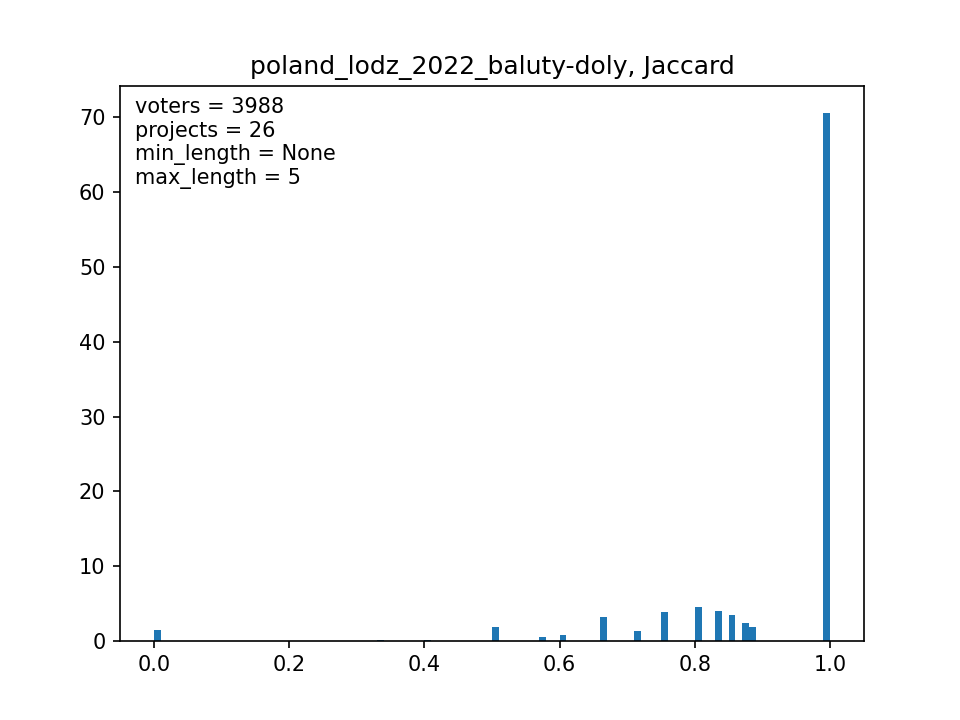 poland_lodz_2022_baluty-doly, Jaccard
voters = 3988
projects = 26
min_length = None
max_length = 5
70
60
50
40
30
20
10
0
0.0 0.2 0.4 0.6 0.8 1.0